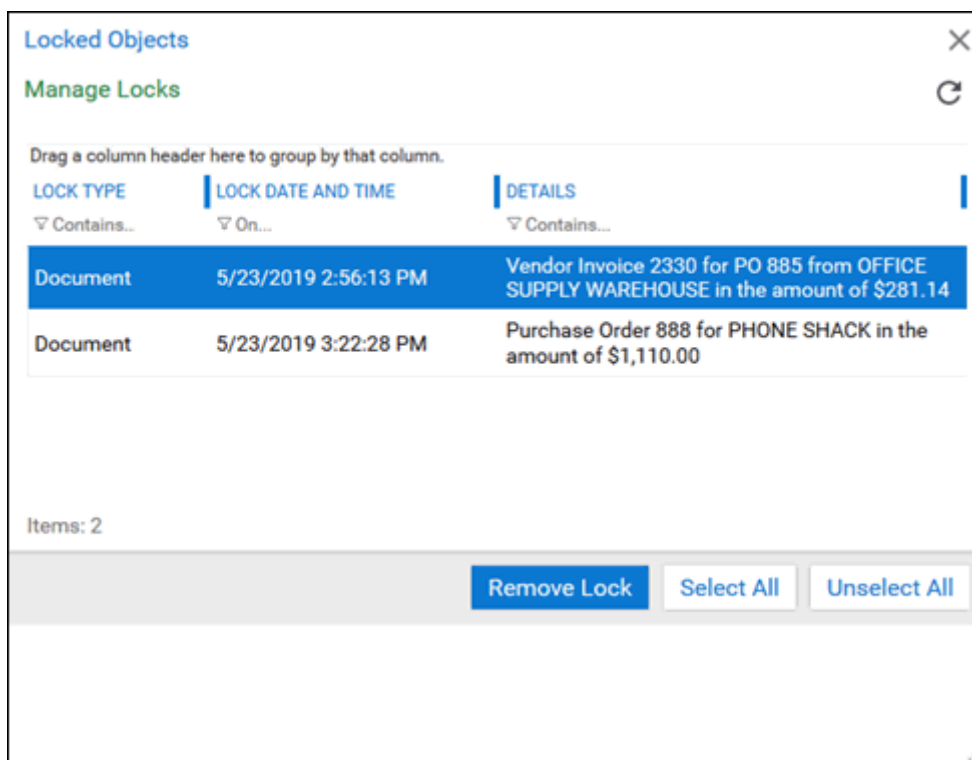 Locked Objects
Manage Locks
Drag a column header here to group by that column.
LOCK TYPE LOCK DATE AND TIME DETAILS
Contains... On... Contains...
Document 5/23/2019 2:56:13 PM Vendor Invoice 2330 for PO 885 from OFFICE
SUPPLY WAREHOUSE in the amount of $281.14
Document 5/23/2019 3:22:28 PM Purchase Order 888 for PHONE SHACK in the
amount of $1,110.00
Items: 2
Remove Lock Select All Unselect All